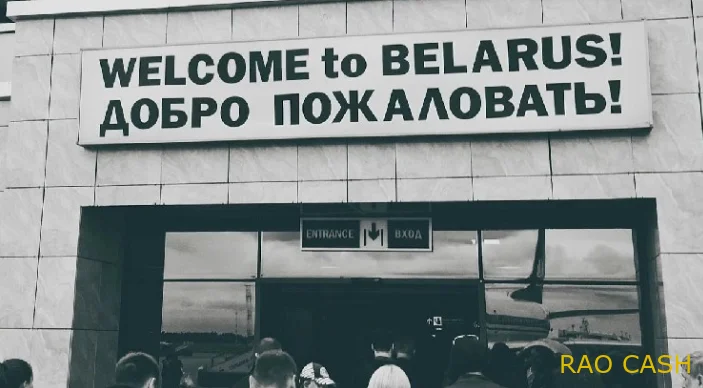 WELCOME to BELARUS!
ДОБРО ПОЖАЛОВАТЬ!
ENTRANCE ВХОД
RAO CASH